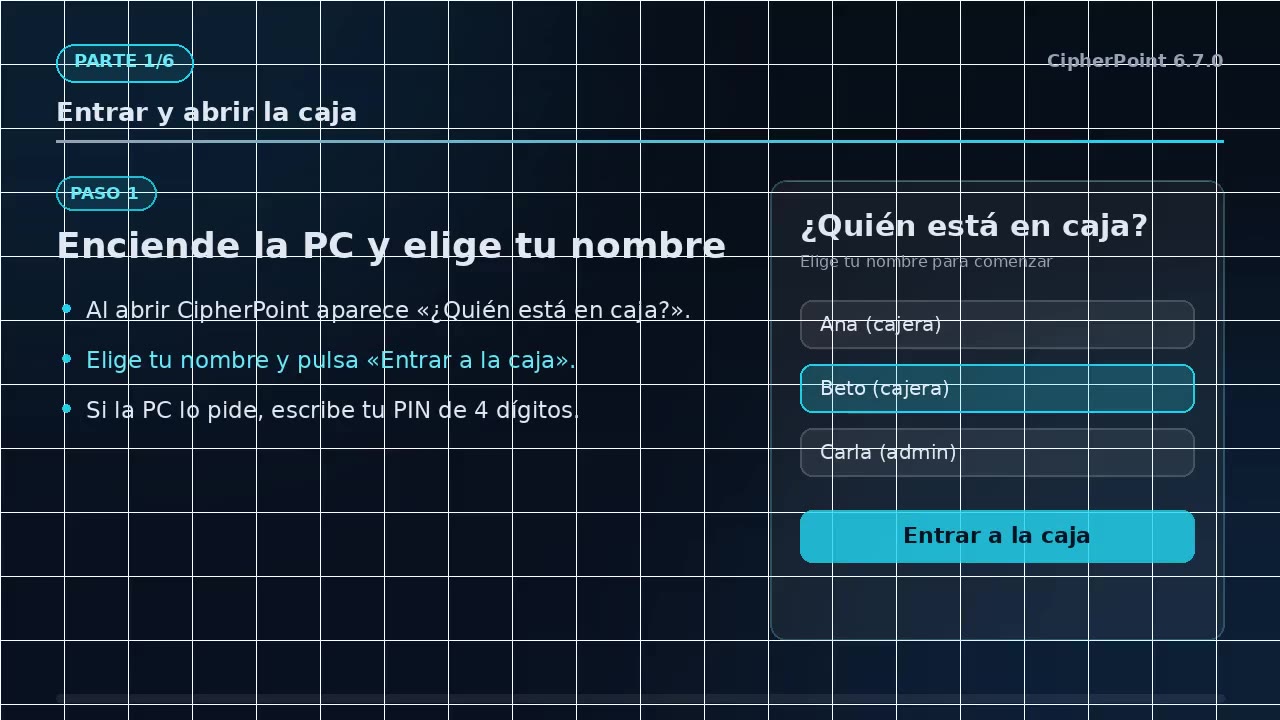 PARTE 1/6
CipherPoint 6.7.0
Entrar y abrir la caja
PASO 1
Enciende la PC y elige tu nombre
Al abrir CipherPoint aparece «¿Quién está en caja?».
Elige tu nombre y pulsa «Entrar a la caja».
Si la PC lo pide, escribe tu PIN de 4 dígitos.
¿Quién está en caja?
Elige tu nombre para comenzar
Ana (cajera)
Beto (cajera)
Carla (admin)
Entrar a la caja